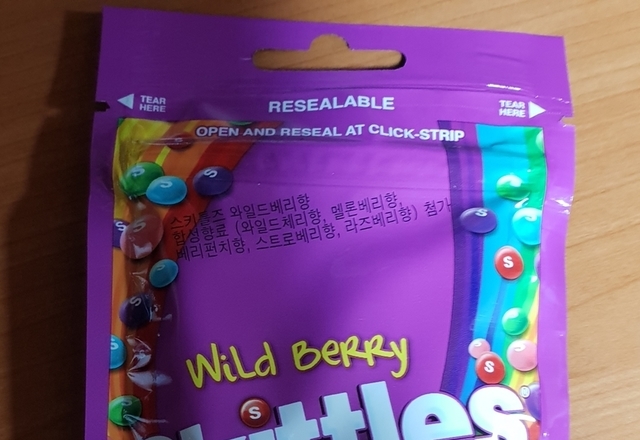 TEAR HERE
RESEALABLE
TEAR HERE
OPEN AND RESEAL AT CLICK-STRIP
스키틀즈 와일드베리향
합성향료 (와일드체리향, 멜론베리향,
베리펀치향, 스트로베리향, 라즈베리향) 첨가
Wild Berry
Skittles